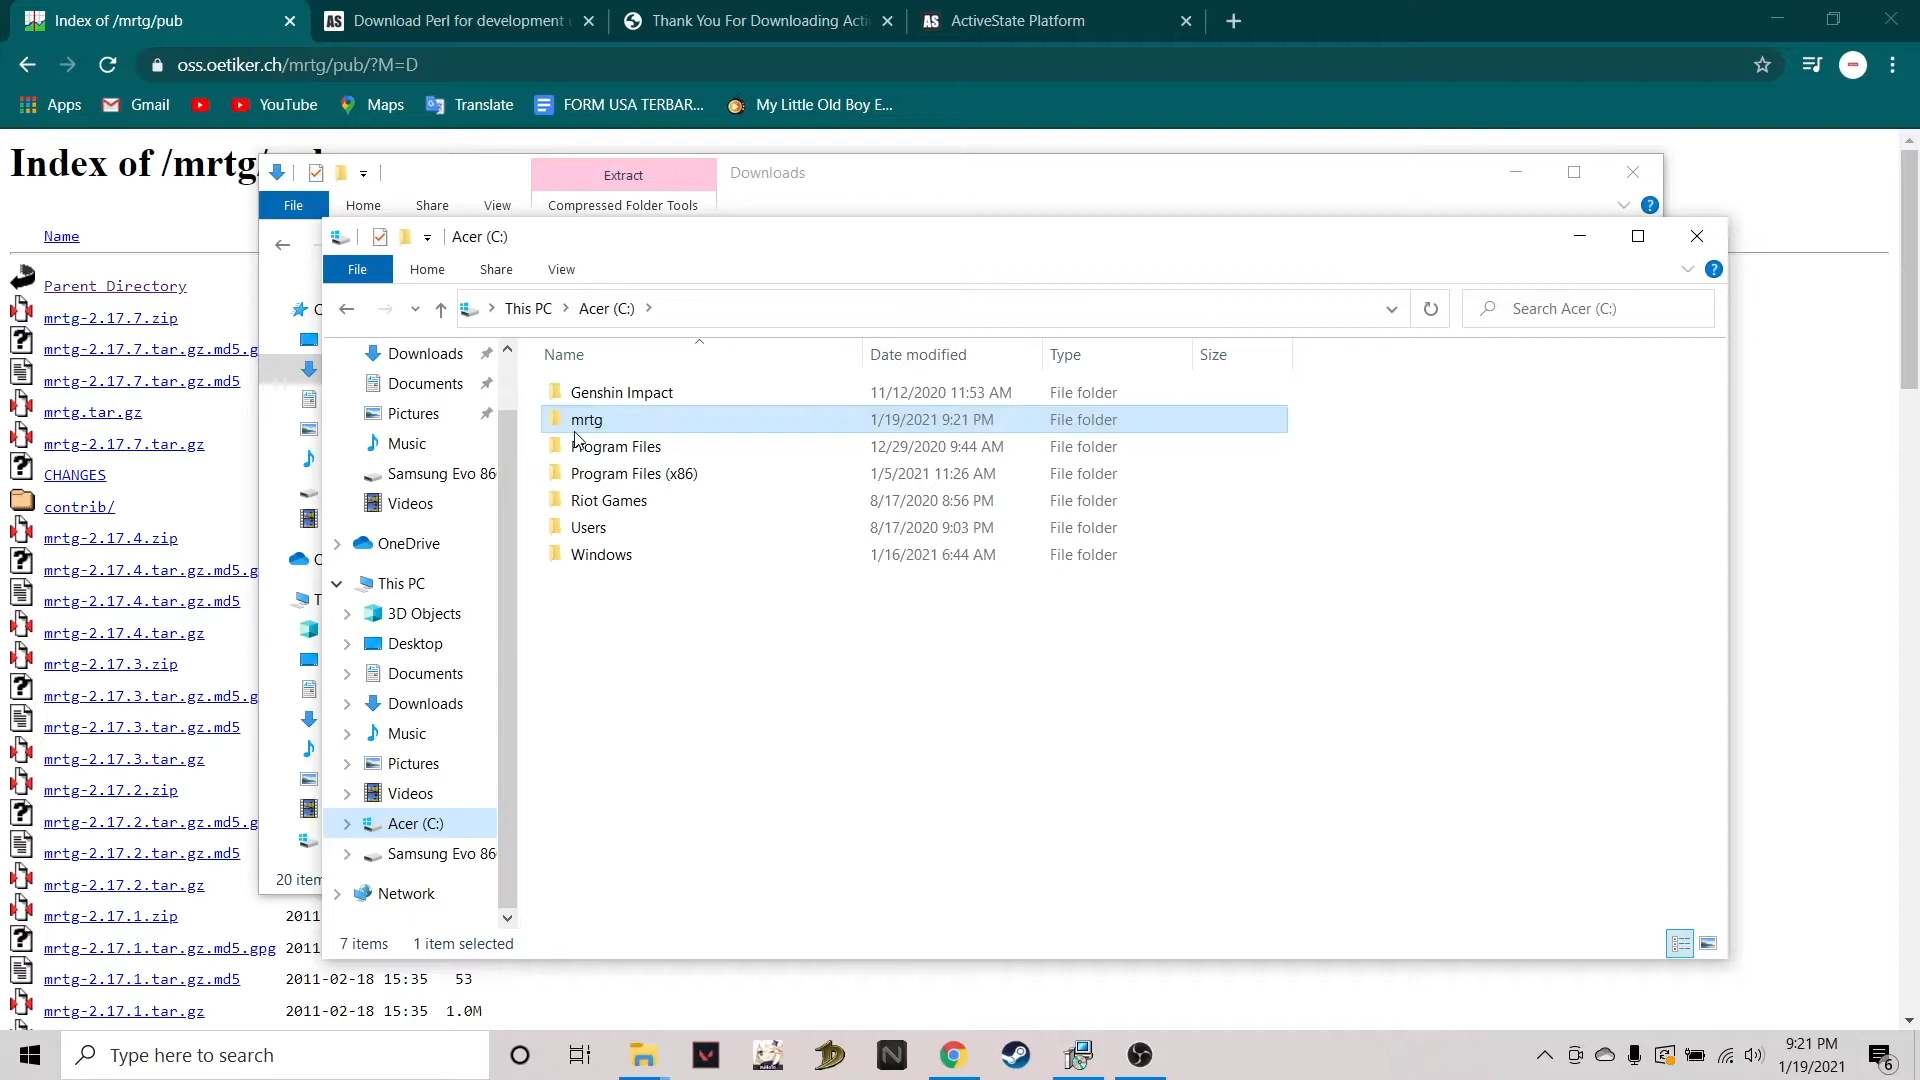 Index of /mrtg/pub
Download Perl for development
Thank You For Downloading Acti
ActiveState Platform
oss.oetiker.ch/mrtg/pub/?M=D
Apps
Gmail
YouTube
Maps
Translate
FORM USA TERBAR...
My Little Old Boy E...
Index of /mrtg/
Name
Parent Directory
mrtg-2.17.7.zip
mrtg-2.17.7.tar.gz.md5.g
mrtg-2.17.7.tar.gz.md5
mrtg.tar.gz
mrtg-2.17.7.tar.gz
CHANGES
contrib/
mrtg-2.17.4.zip
mrtg-2.17.4.tar.gz.md5.g
mrtg-2.17.4.tar.gz.md5
mrtg-2.17.4.tar.gz
mrtg-2.17.3.zip
mrtg-2.17.3.tar.gz.md5.g
mrtg-2.17.3.tar.gz.md5
mrtg-2.17.3.tar.gz
mrtg-2.17.2.zip
mrtg-2.17.2.tar.gz.md5.g
mrtg-2.17.2.tar.gz.md5
mrtg-2.17.2.tar.gz
mrtg-2.17.1.zip 2011
mrtg-2.17.1.tar.gz.md5.gpg 2011
mrtg-2.17.1.tar.gz.md5 2011-02-18 15:35 53
mrtg-2.17.1.tar.gz 2011-02-18 15:35 1.0M
Extract
Downloads
File Home Share View Compressed Folder Tools
20 item
Acer (C:)
File Home Share View
This PC > Acer (C:) >
Search Acer (C:)
Downloads
Documents
Pictures
Music
Samsung Evo 86
Videos
OneDrive
This PC
3D Objects
Desktop
Documents
Downloads
Music
Pictures
Videos
Acer (C:)
Samsung Evo 86
Network
Name Date modified Type Size
Genshin Impact 11/12/2020 11:53 AM File folder
mrtg 1/19/2021 9:21 PM File folder
Program Files 12/29/2020 9:44 AM File folder
Program Files (x86) 1/5/2021 11:26 AM File folder
Riot Games 8/17/2020 8:56 PM File folder
Users 8/17/2020 9:03 PM File folder
Windows 1/16/2021 6:44 AM File folder
7 items 1 item selected
Type here to search
9:21 PM
1/19/2021
6